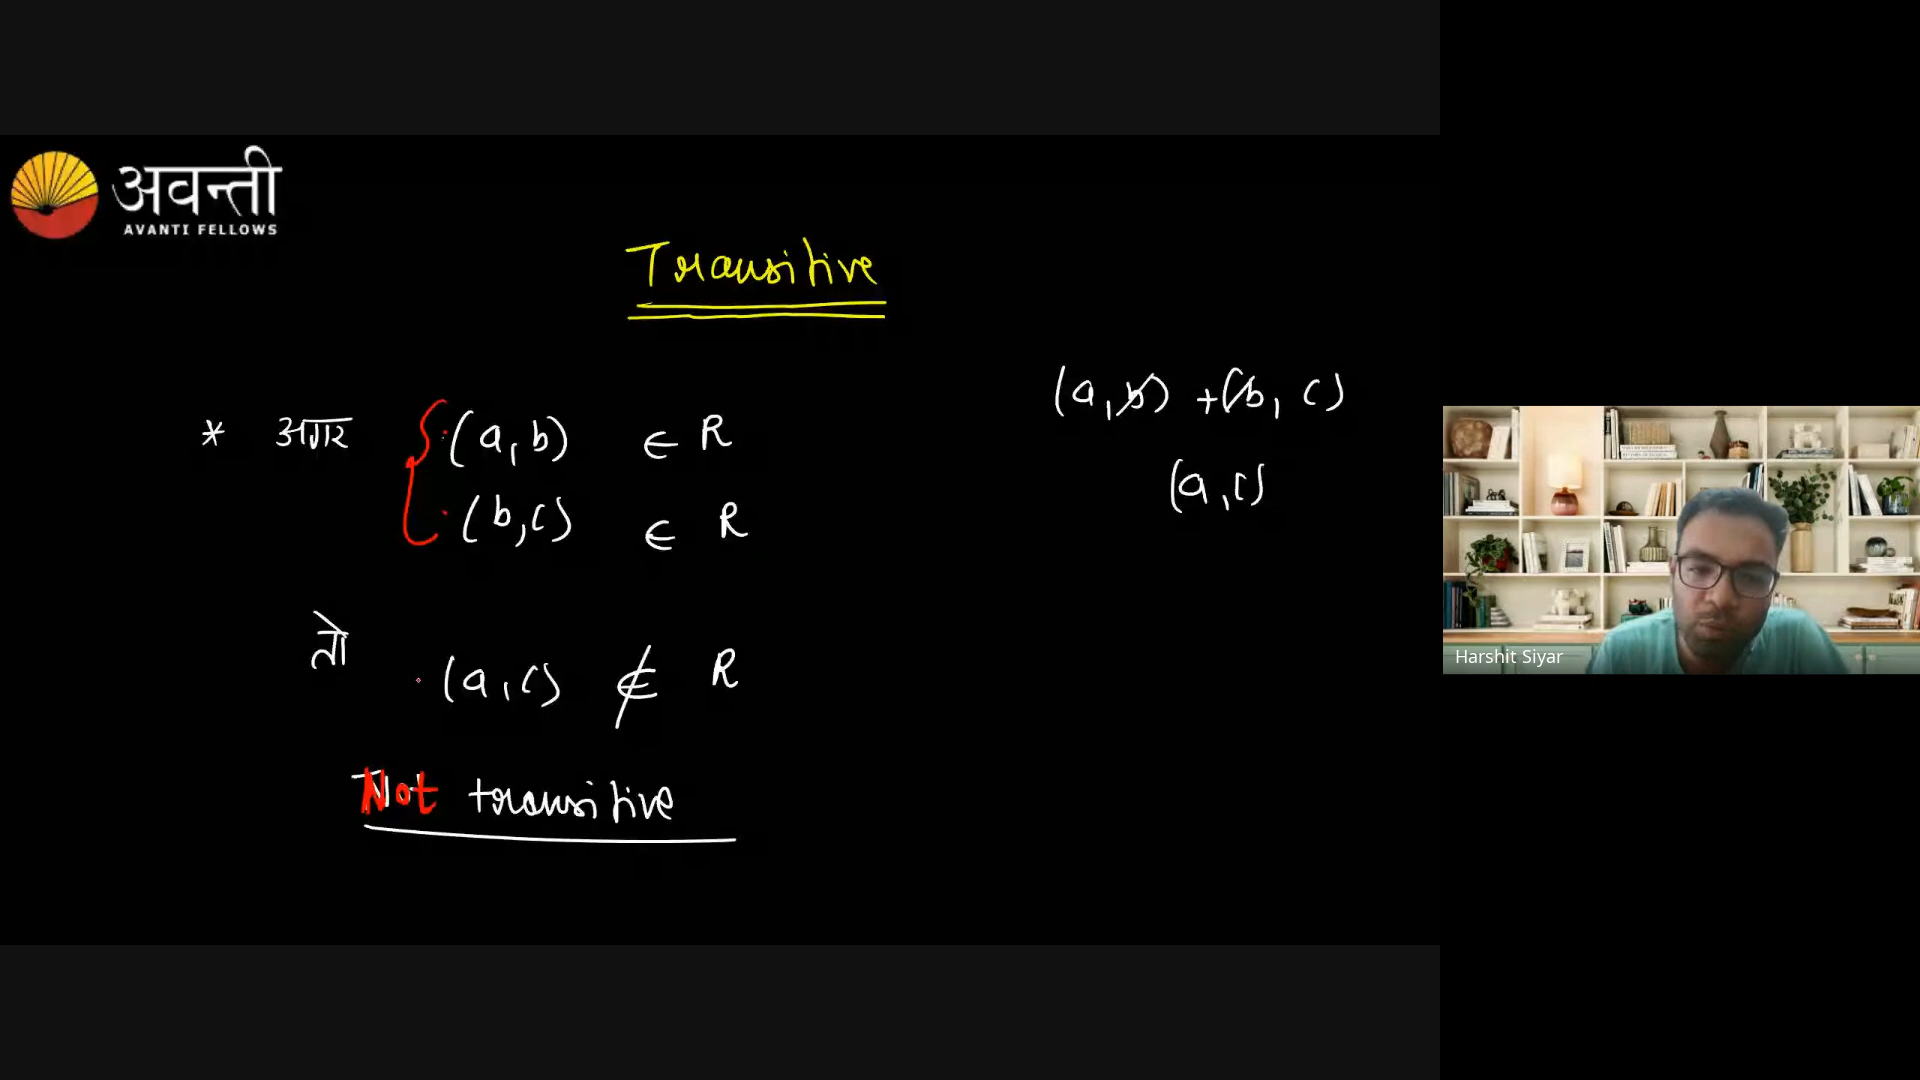 अवन्ती
AVANTI FELLOWS
Transitive
* अगर (a, b) ∈ R
(b, c) ∈ R
तो (a, c) ∉ R
Not transitive
(a, b) + (b, c)
(a, c)
Harshit Siyar